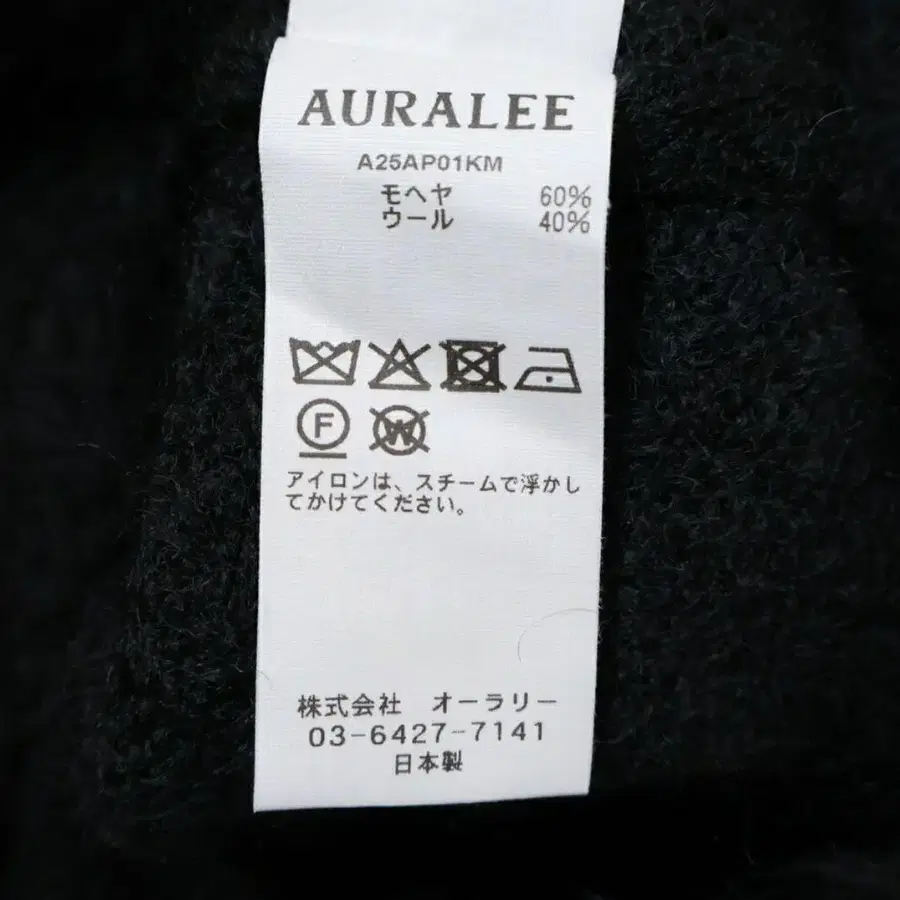 AURALEE
A25AP01KM
モヘヤ 60%
ウール 40%
F W
アイロンは、スチームで浮かし
てかけてください。
株式会社 オーラリー
03-6427-7141
日本製